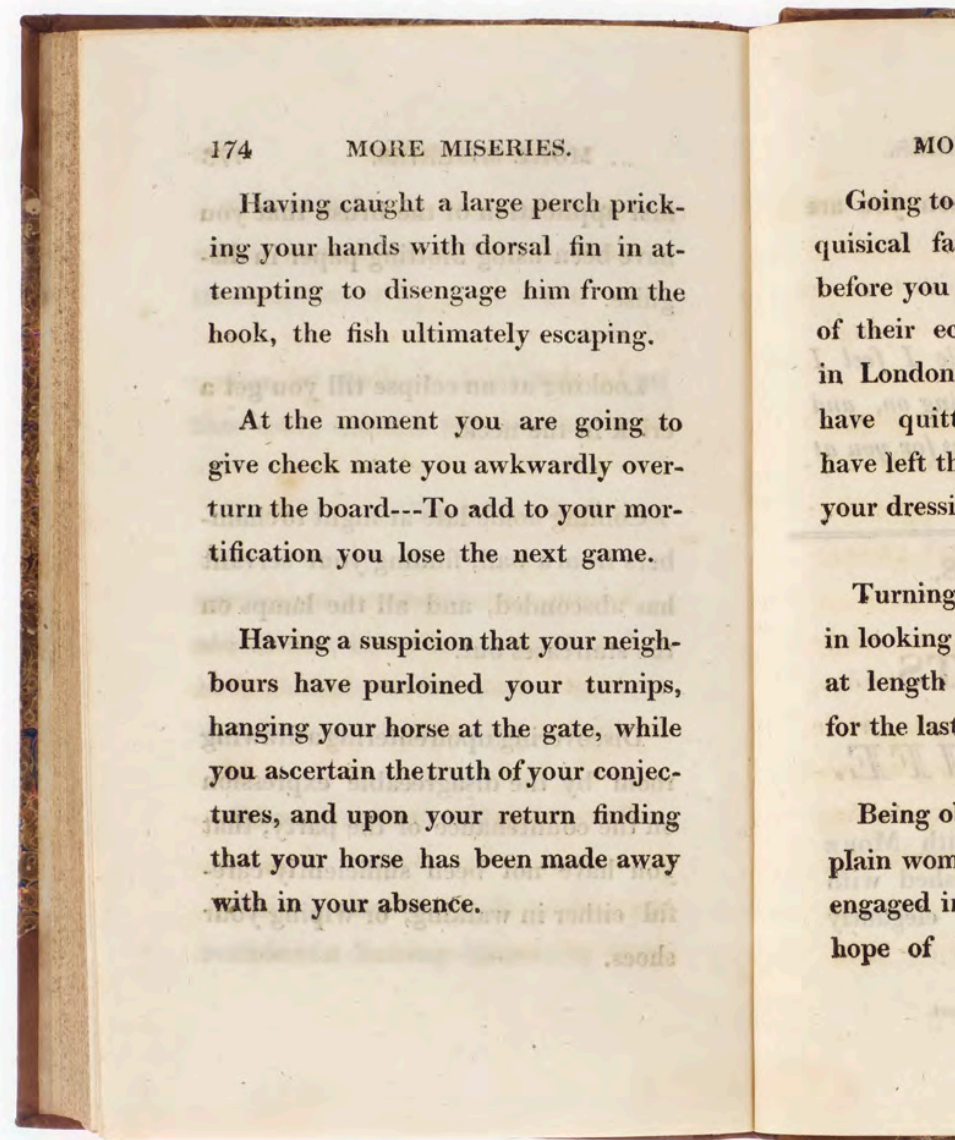 174 MORE MISERIES.
Having caught a large perch prick-
ing your hands with dorsal fin in at-
tempting to disengage him from the
hook, the fish ultimately escaping.
At the moment you are going to
give check mate you awkwardly over-
turn the board---To add to your mor-
tification you lose the next game.
Having a suspicion that your neigh-
bours have purloined your turnips,
hanging your horse at the gate, while
you ascertain the truth of your conjec-
tures, and upon your return finding
that your horse has been made away
with in your absence.
MO
Going to
quisical fa
before you
of their ec
in London
have quitt
have left th
your dressi
Turning
in looking
at length
for the last
Being o
plain wom
engaged in
hope of